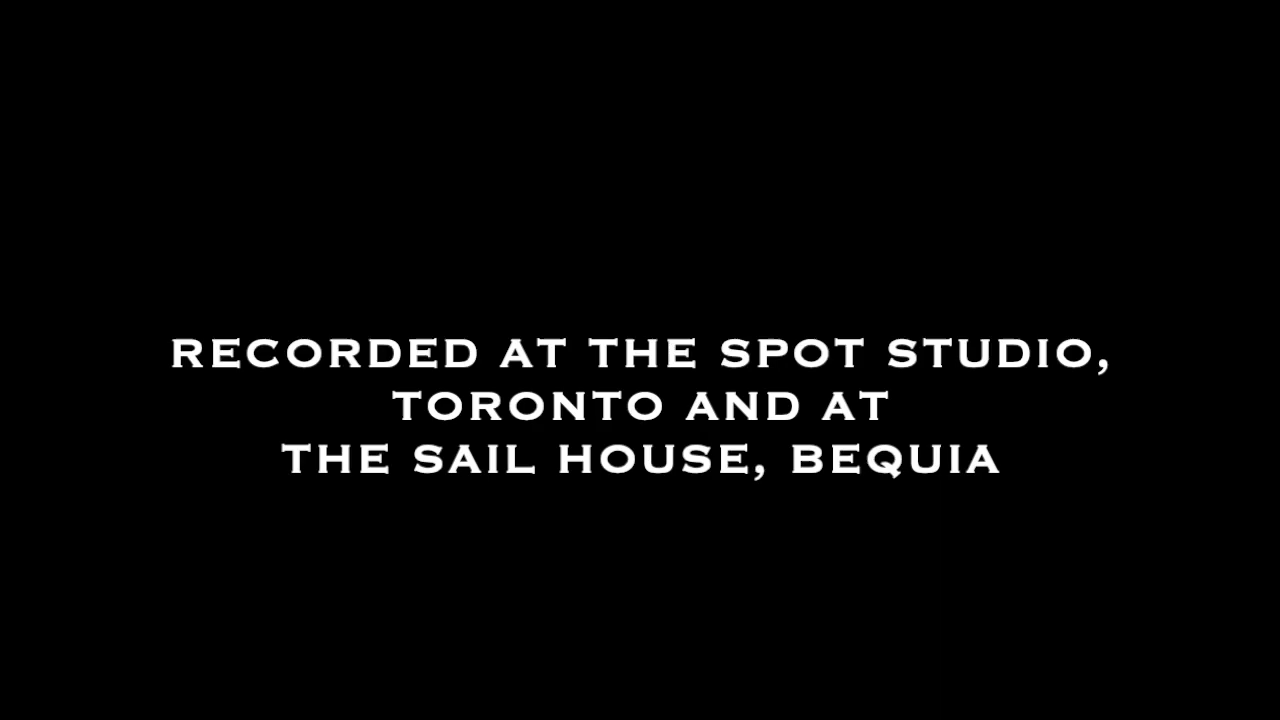 RECORDED AT THE SPOT STUDIO,
TORONTO AND AT
THE SAIL HOUSE, BEQUIA